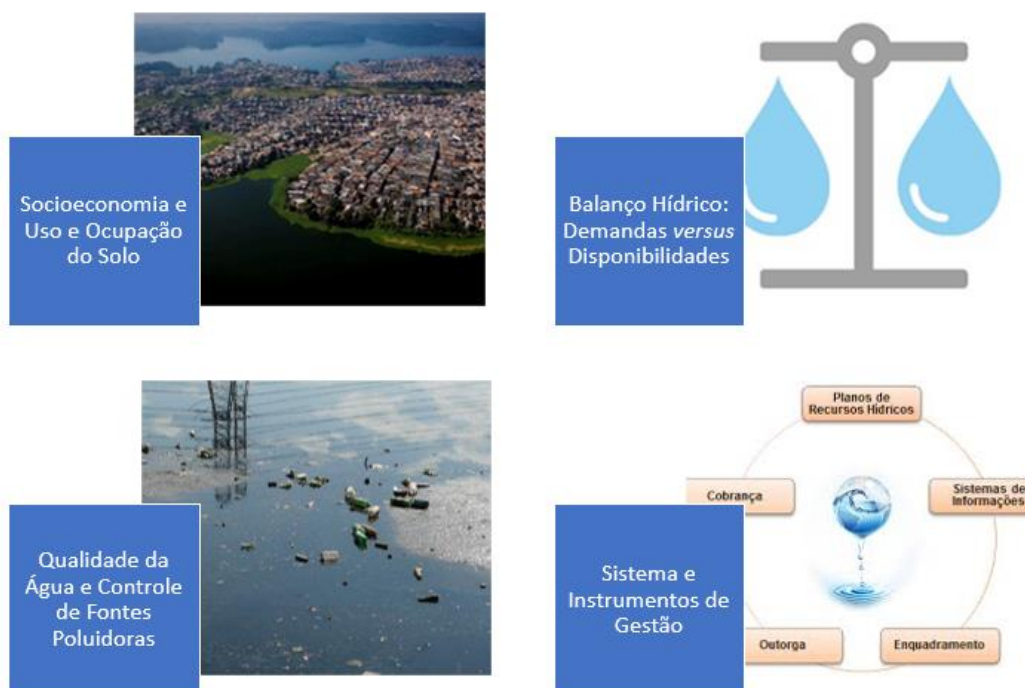 Socioeconomia e
Uso e Ocupação
do Solo
Balanço Hídrico:
Demandas versus
Disponibilidades
Qualidade da
Água e Controle
de Fontes
Poluidoras
Sistema e
Instrumentos de
Gestão
Planos de
Recursos Hídricos
Cobrança
Sistemas de
Informações
Outorga
Enquadramento